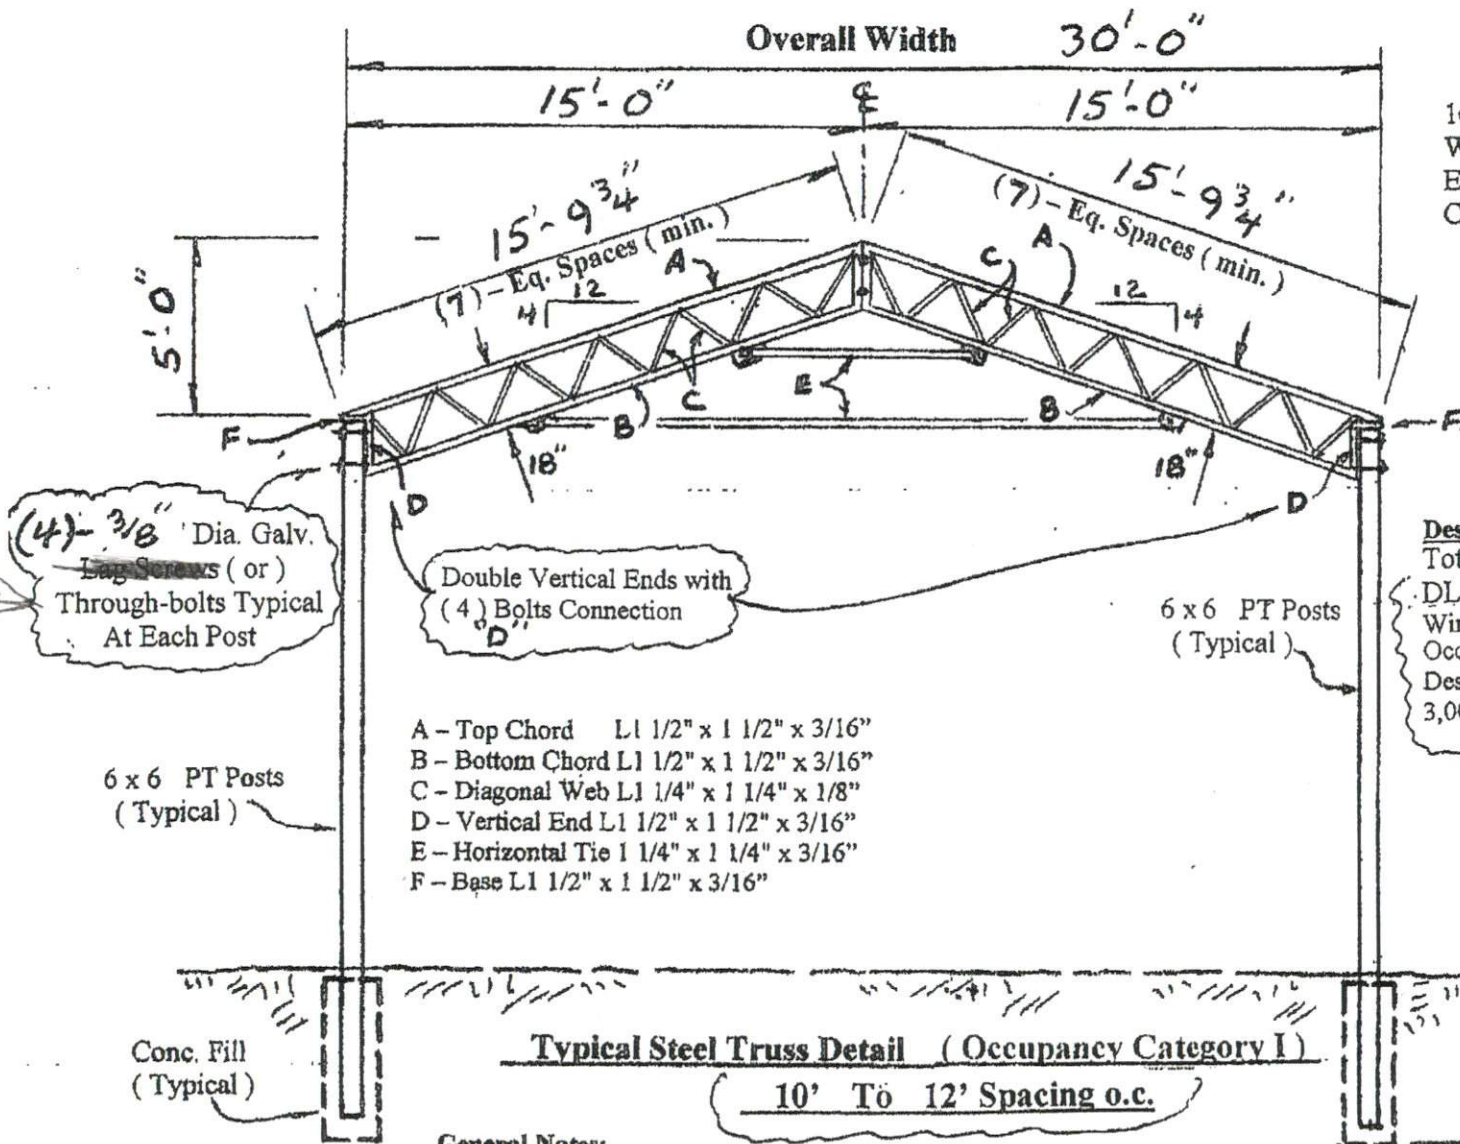 Overall Width 30'-0"
15'-0" ℄ 15'-0"
15'-9 3/4"
(7) – Eq. Spaces ( min. )
15'-9 3/4"
(7) – Eq. Spaces ( min. )
5'-0"
12
4
12
4
A
C
A
E
B
C
B
F
F
18"
18"
D
D
(4)- 3/8" Dia. Galv.
Lag Screws ( or )
Through-bolts Typical
At Each Post
Double Vertical Ends with
( 4 ) Bolts Connection
"D"
6 x 6 PT Posts
( Typical )
6 x 6 PT Posts
( Typical )
A – Top Chord L1 1/2" x 1 1/2" x 3/16"
B – Bottom Chord L1 1/2" x 1 1/2" x 3/16"
C – Diagonal Web L1 1/4" x 1 1/4" x 1/8"
D – Vertical End L1 1/2" x 1 1/2" x 3/16"
E – Horizontal Tie 1 1/4" x 1 1/4" x 3/16"
F – Base L1 1/2" x 1 1/2" x 3/16"
Conc. Fill
( Typical )
Typical Steel Truss Detail ( Occupancy Category I )
10' To 12' Spacing o.c.
General Notes: